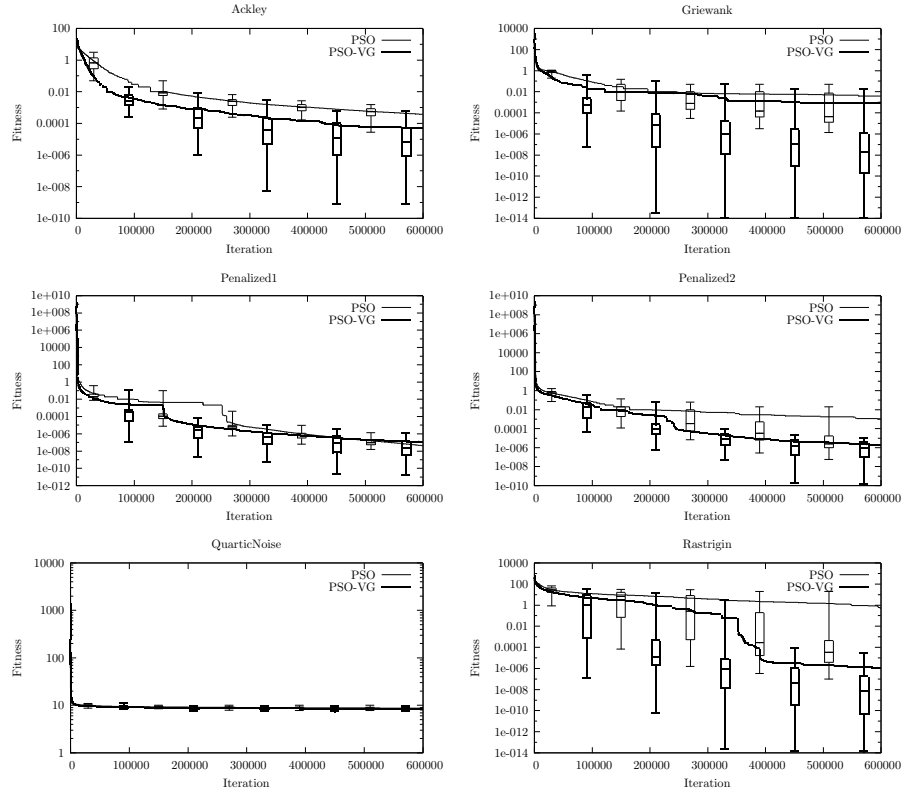 Ackley
100
1
0.01
0.0001
1e-006
1e-008
1e-010
0 100000 200000 300000 400000 500000 600000
Fitness
Iteration
PSO
PSO-VG
Griewank
10000
100
1
0.01
0.0001
1e-006
1e-008
1e-010
1e-012
1e-014
0 100000 200000 300000 400000 500000 600000
Fitness
Iteration
PSO
PSO-VG
Penalized1
1e+010
1e+008
1e+006
10000
100
1
0.01
0.0001
1e-006
1e-008
1e-010
1e-012
0 100000 200000 300000 400000 500000 600000
Fitness
Iteration
PSO
PSO-VG
Penalized2
1e+010
1e+008
1e+006
10000
100
1
0.01
0.0001
1e-006
1e-008
1e-010
0 100000 200000 300000 400000 500000 600000
Fitness
Iteration
PSO
PSO-VG
QuarticNoise
10000
1000
100
10
1
0 100000 200000 300000 400000 500000 600000
Fitness
Iteration
PSO
PSO-VG
Rastrigin
10000
100
1
0.01
0.0001
1e-006
1e-008
1e-010
1e-012
1e-014
0 100000 200000 300000 400000 500000 600000
Fitness
Iteration
PSO
PSO-VG